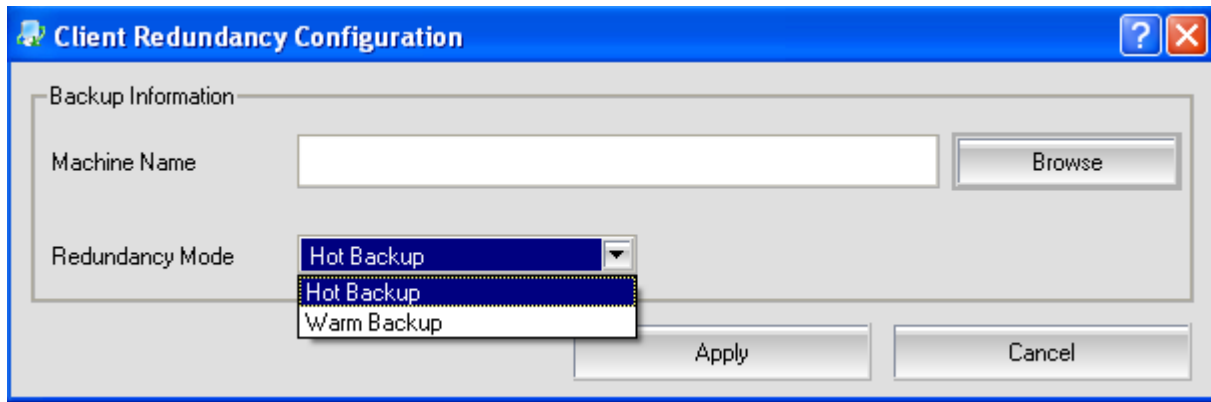 Client Redundancy Configuration
?
Backup Information
Machine Name
Browse
Redundancy Mode
Hot Backup
Hot Backup
Warm Backup
Apply
Cancel